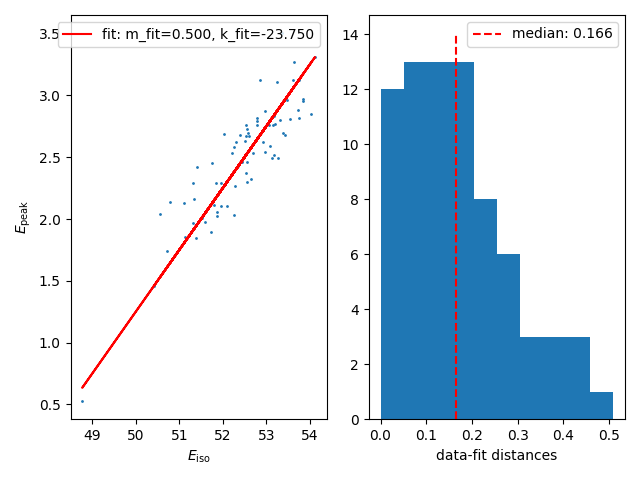 3.5
3.0
2.5
2.0
1.5
1.0
0.5
E_peak
fit: m_fit=0.500, k_fit=-23.750
49 50 51 52 53 54
E_iso
14
12
10
8
6
4
2
0
median: 0.166
0.0 0.1 0.2 0.3 0.4 0.5
data-fit distances